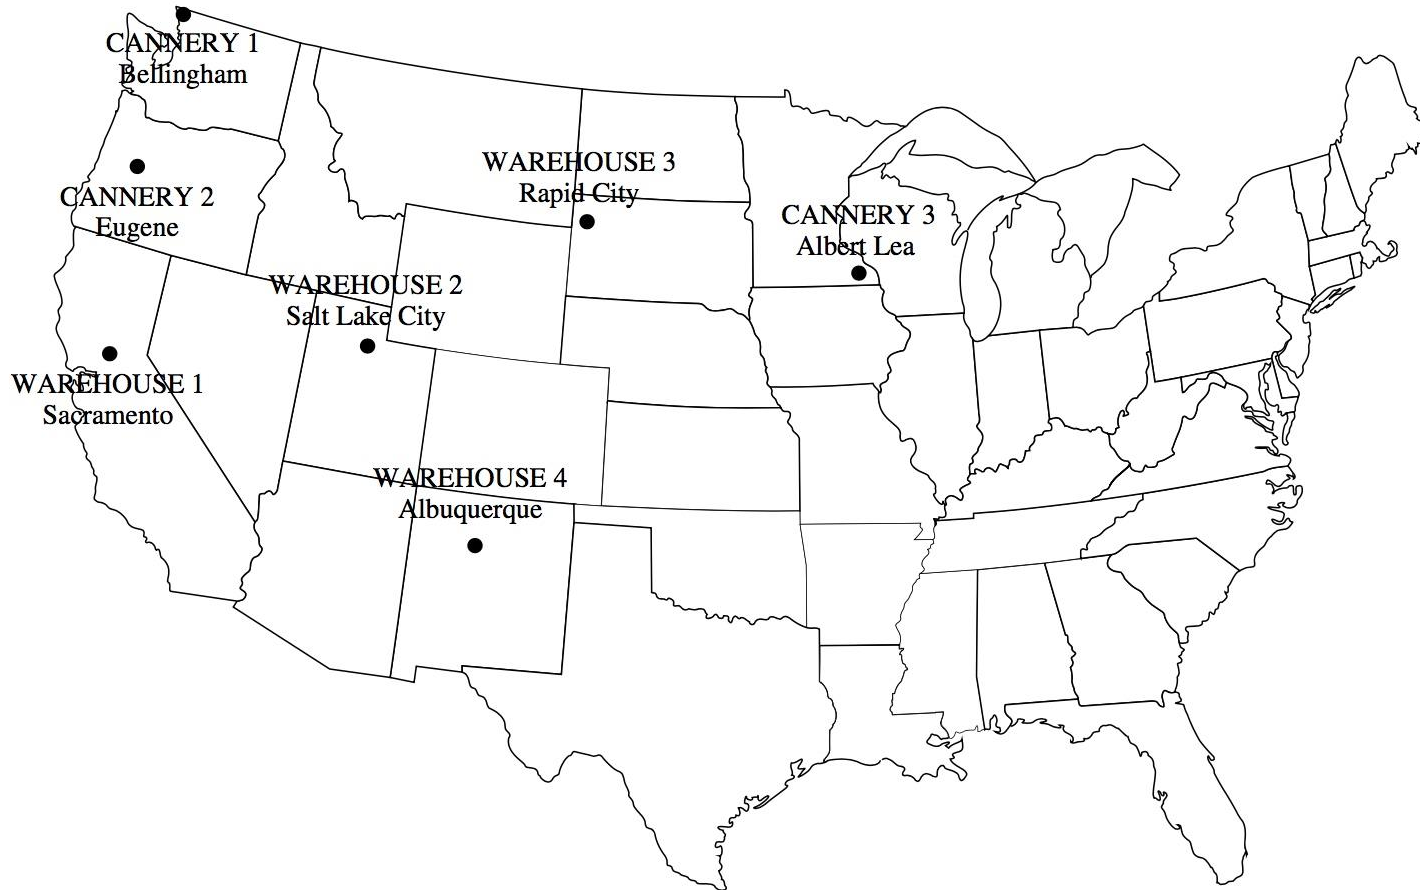 CANNERY 1
Bellingham
WAREHOUSE 3
Rapid City
CANNERY 2
Eugene
CANNERY 3
Albert Lea
WAREHOUSE 2
Salt Lake City
WAREHOUSE 1
Sacramento
WAREHOUSE 4
Albuquerque